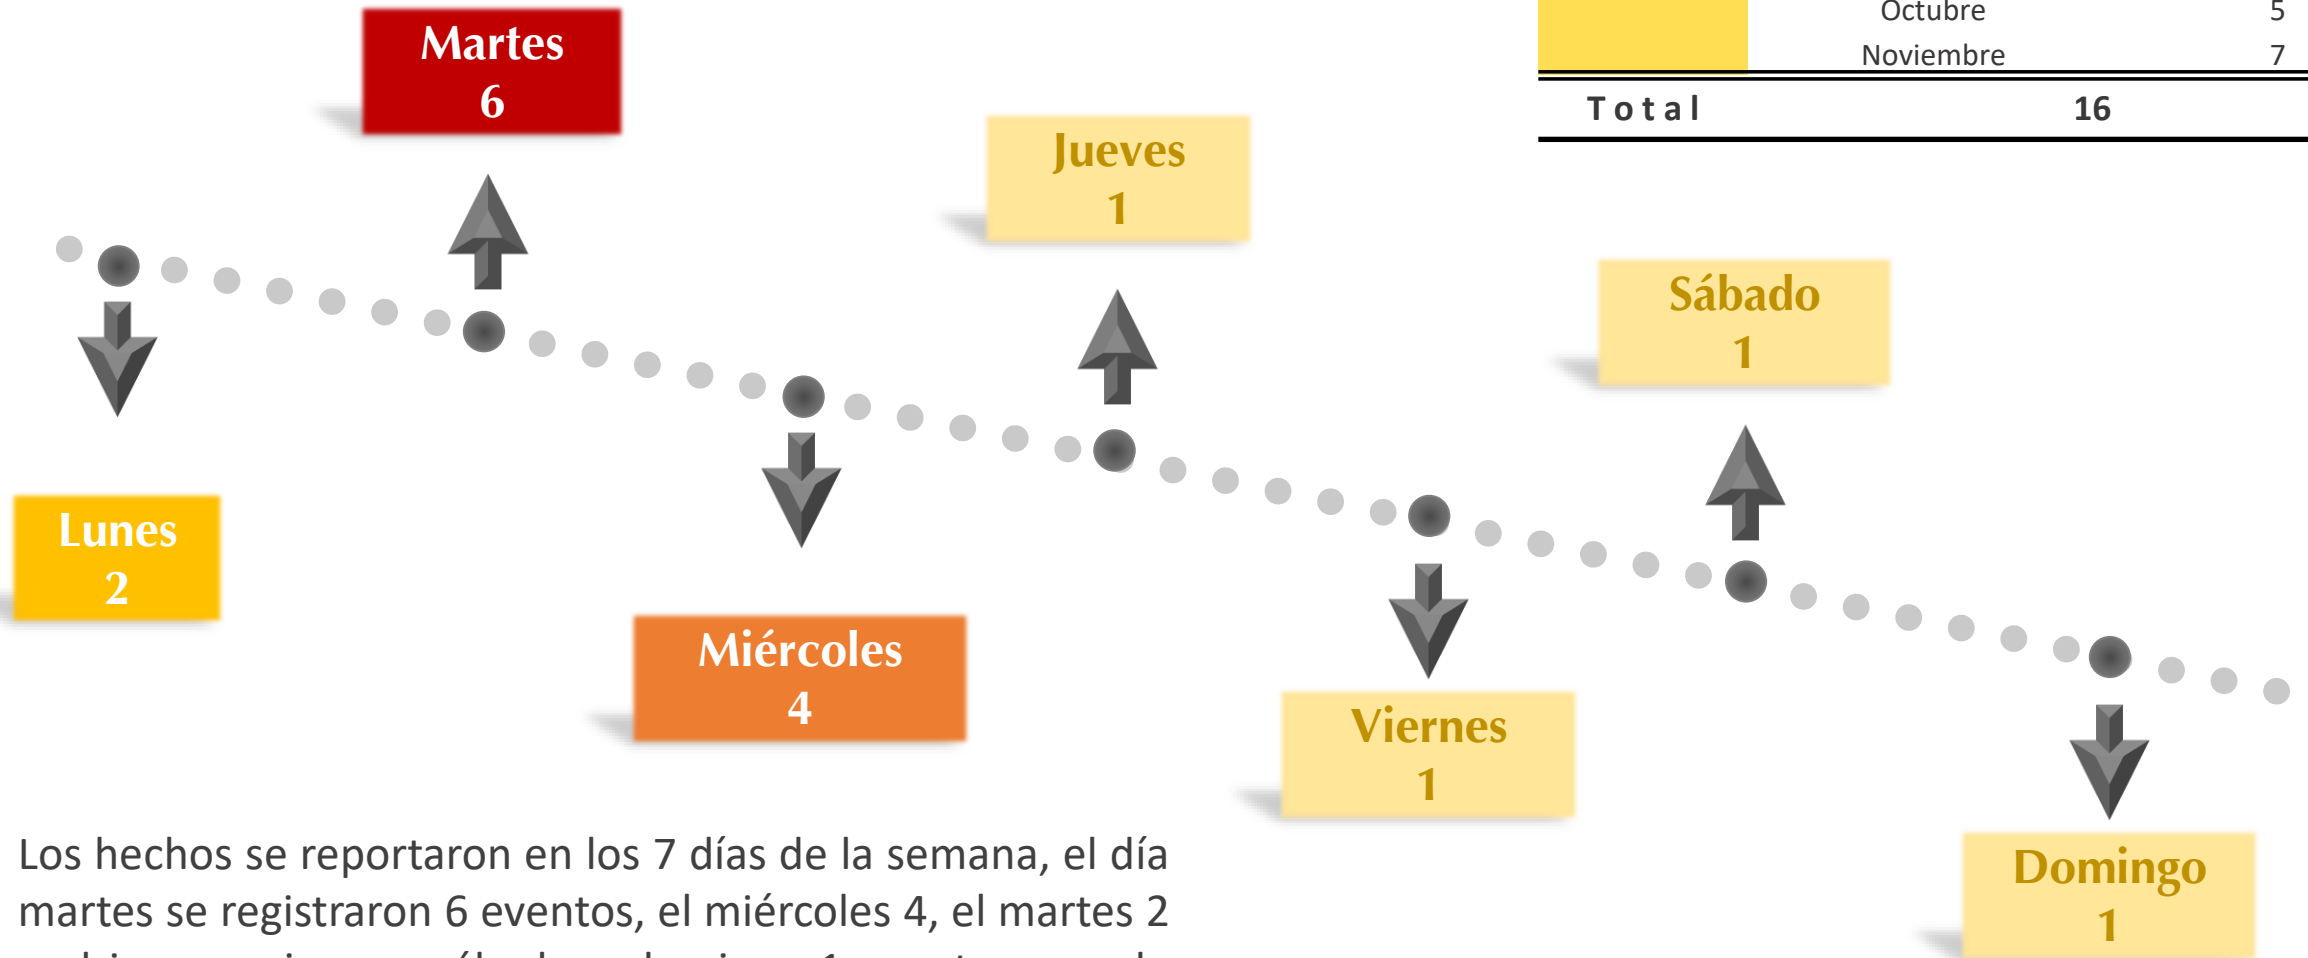 Octubre 5
Noviembre 7
Total 16
Martes
6
Jueves
1
Sábado
1
Lunes
2
Miércoles
4
Viernes
1
Domingo
1
Los hechos se reportaron en los 7 días de la semana, el día
martes se registraron 6 eventos, el miércoles 4, el martes 2